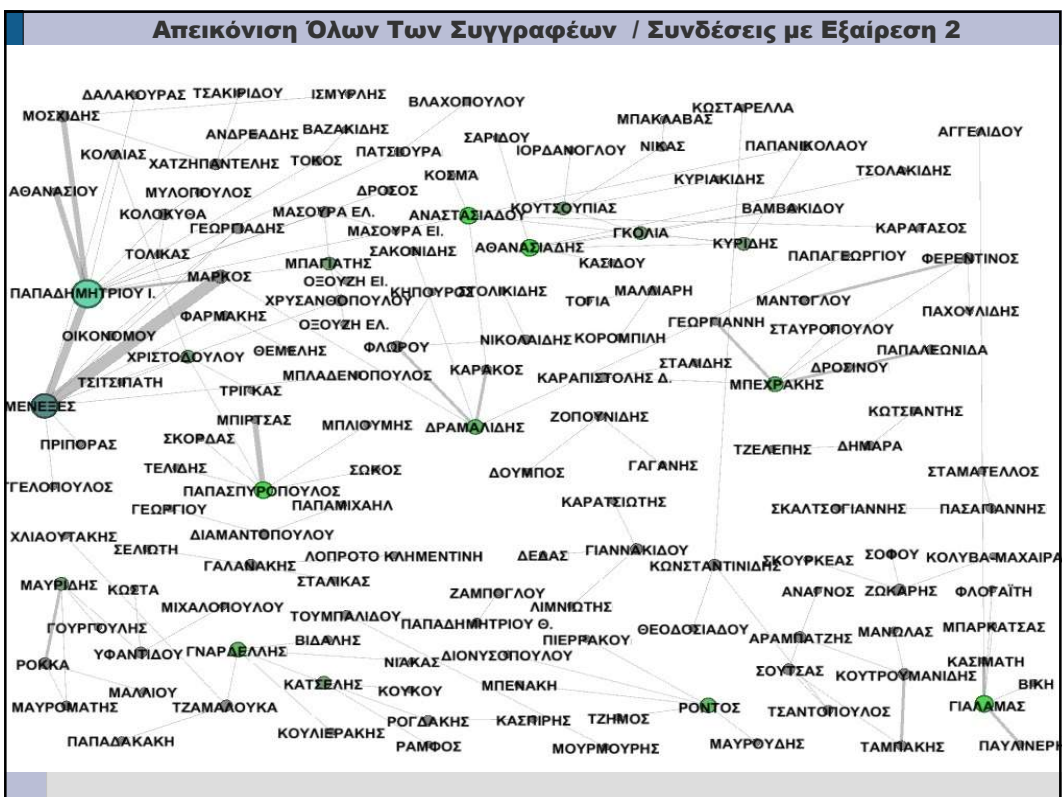 Απεικόνιση Όλων Των Συγγραφέων / Συνδέσεις με Εξαίρεση 2
ΔΑΛΑΚΟΥΡΑΣ ΤΣΑΚΙΡΙΔΟΥ ΙΣΜΥΡΛΗΣ ΒΛΑΧΟΠΟΥΛΟΥ ΚΩΣΤΑΡΕΛΛΑ
ΜΟΣΧΙΔΗΣ ΑΝΔΡΕΑΔΗΣ ΒΑΖΑΚΙΔΗΣ ΣΑΡΙΔΟΥ ΜΠΑΚΛΑΒΑΣ ΑΓΓΕΛΙΔΟΥ
ΚΟΛΛΙΑΣ ΧΑΤΖΗΠΑΝΤΕΛΗΣ ΤΟΚΟΣ ΠΑΤΣΙΟΥΡΑ ΙΟΡΔΑΝΟΓΛΟΥ ΝΙΚΑΣ ΠΑΠΑΝΙΚΟΛΑΟΥ
ΑΘΑΝΑΣΙΟΥ ΜΥΛΟΠΟΥΛΟΣ ΔΡΟΣΟΣ ΚΟΣΜΑ ΚΥΡΙΑΚΙΔΗΣ ΤΣΟΛΑΚΙΔΗΣ
ΚΟΛΟΚΥΘΑ ΜΑΣΟΥΡΑ ΕΛ. ΑΝΑΣΤΑΣΙΑΔΟΥ ΚΟΥΤΣΟΥΠΙΑΣ ΒΑΜΒΑΚΙΔΟΥ
ΓΕΩΡΓΙΑΔΗΣ ΜΑΣΟΥΡΑ ΕΙ. ΓΚΟΛΙΑ ΚΑΡΑΤΑΣΟΣ
ΤΟΛΙΚΑΣ ΣΑΚΟΝΙΔΗΣ ΑΘΑΝΑΣΙΑΔΗΣ ΚΥΡΙΔΗΣ
ΜΑΡΚΟΣ ΜΠΑΓΙΑΤΗΣ ΚΑΣΙΔΟΥ ΠΑΠΑΓΕΩΡΓΙΟΥ ΦΕΡΕΝΤΙΝΟΣ
ΠΑΠΑΔΗΜΗΤΡΙΟΥ Ι. ΟΞΟΥΖΗ ΕΙ. ΚΗΠΟΥΡΟΣ ΣΤΟΛΙΚΙΔΗΣ ΜΑΛΛΙΑΡΗ
ΧΡΥΣΑΝΘΟΠΟΥΛΟΥ ΤΟΓΙΑ ΜΑΝΤΟΓΛΟΥ ΠΑΧΟΥΛΙΔΗΣ
ΦΑΡΜΑΚΗΣ ΟΞΟΥΖΗ ΕΛ. ΓΕΩΡΓΙΑΝΝΗ ΣΤΑΥΡΟΠΟΥΛΟΥ
ΟΙΚΟΝΟΜΟΥ ΦΛΩΡΟΥ ΝΙΚΟΛΑΙΔΗΣ ΚΟΡΟΜΠΙΛΗ
ΧΡΙΣΤΟΔΟΥΛΟΥ ΘΕΜΕΛΗΣ ΠΑΠΑΛΕΩΝΙΔΑ
ΤΣΙΤΣΙΠΑΤΗ ΜΠΛΑΔΕΝΟΠΟΥΛΟΣ ΚΑΡΑΚΟΣ ΚΑΡΑΠΙΣΤΟΛΗΣ Δ. ΣΤΑΛΙΔΗΣ ΔΡΟΣΙΝΟΥ
ΤΡΙΓΚΑΣ ΜΠΕΧΡΑΚΗΣ
ΜΕΝΕΞΕΣ ΜΠΙΡΤΣΑΣ ΜΠΛΙΟΥΜΗΣ ΔΡΑΜΑΛΙΔΗΣ ΖΟΠΟΥΝΙΔΗΣ ΚΩΤΣΙΑΝΤΗΣ
ΠΡΙΠΟΡΑΣ ΣΚΟΡΔΑΣ ΤΖΕΛΕΠΗΣ ΔΗΜΑΡΑ
ΤΕΛΙΔΗΣ ΣΩΚΟΣ ΔΟΥΜΠΟΣ ΓΑΓΑΝΗΣ ΣΤΑΜΑΤΕΛΛΟΣ
ΓΓΕΛΟΠΟΥΛΟΣ ΠΑΠΑΣΠΥΡΟΠΟΥΛΟΣ
ΓΕΩΡΓΙΟΥ ΠΑΠΑΜΙΧΑΗΛ ΚΑΡΑΤΣΙΩΤΗΣ ΣΚΑΛΤΣΟΓΙΑΝΝΗΣ ΠΑΣΑΓΙΑΝΝΗΣ
ΧΛΙΑΟΥΤΑΚΗΣ ΔΙΑΜΑΝΤΟΠΟΥΛΟΥ
ΣΕΛΙΩΤΗ ΓΑΛΑΝΑΚΗΣ ΛΟΠΡΟΤΟ ΚΛΗΜΕΝΤΙΝΗ ΔΕΔΑΣ ΓΙΑΝΝΑΚΙΔΟΥ ΚΩΝΣΤΑΝΤΙΝΙΔΗΣ ΣΚΟΥΡΚΕΑΣ ΣΟΦΟΥ ΚΟΛΥΒΑ-ΜΑΧΑΙΡΑ
ΜΑΥΡΙΔΗΣ ΚΩΣΤΑ ΣΤΑΛΙΚΑΣ ΖΑΜΠΟΓΛΟΥ ΑΝΑΓΝΟΣ ΖΩΚΑΡΗΣ ΦΛΟΓΑΪΤΗ
ΜΙΧΑΛΟΠΟΥΛΟΥ ΤΟΥΜΠΑΛΙΔΟΥ ΛΙΜΝΙΩΤΗΣ
ΓΟΥΡΓΟΥΛΗΣ ΠΑΠΑΔΗΜΗΤΡΙΟΥ Θ. ΘΕΟΔΟΣΙΑΔΟΥ ΜΑΝΩΛΑΣ ΜΠΑΡΚΑΤΣΑΣ
ΥΦΑΝΤΙΔΟΥ ΓΝΑΡΔΕΛΛΗΣ ΒΙΔΑΛΗΣ ΠΙΕΡΡΑΚΟΥ ΑΡΑΜΠΑΤΖΗΣ
ΡΟΚΚΑ ΝΙΑΚΑΣ ΔΙΟΝΥΣΟΠΟΥΛΟΥ ΣΟΥΤΣΑΣ ΚΟΥΤΡΟΥΜΑΝΙΔΗΣ ΚΑΣΙΜΑΤΗ
ΜΑΛΛΙΟΥ ΚΑΤΣΕΛΗΣ ΚΟΥΚΟΥ ΜΠΕΝΑΚΗ ΒΙΚΗ
ΜΑΥΡΟΜΑΤΗΣ ΤΖΑΜΑΛΟΥΚΑ ΡΟΓΔΑΚΗΣ ΚΑΣΠΙΡΗΣ ΤΖΗΜΟΣ ΡΟΝΤΟΣ ΤΣΑΝΤΟΠΟΥΛΟΣ ΓΙΑΛΑΜΑΣ
ΠΑΠΑΔΑΚΑΚΗ ΚΟΥΛΙΕΡΑΚΗΣ ΡΑΜΦΟΣ ΜΟΥΡΜΟΥΡΗΣ ΜΑΥΡΟΥΔΗΣ ΤΑΜΠΑΚΗΣ ΠΑΥΛΙΝΕΡΗ